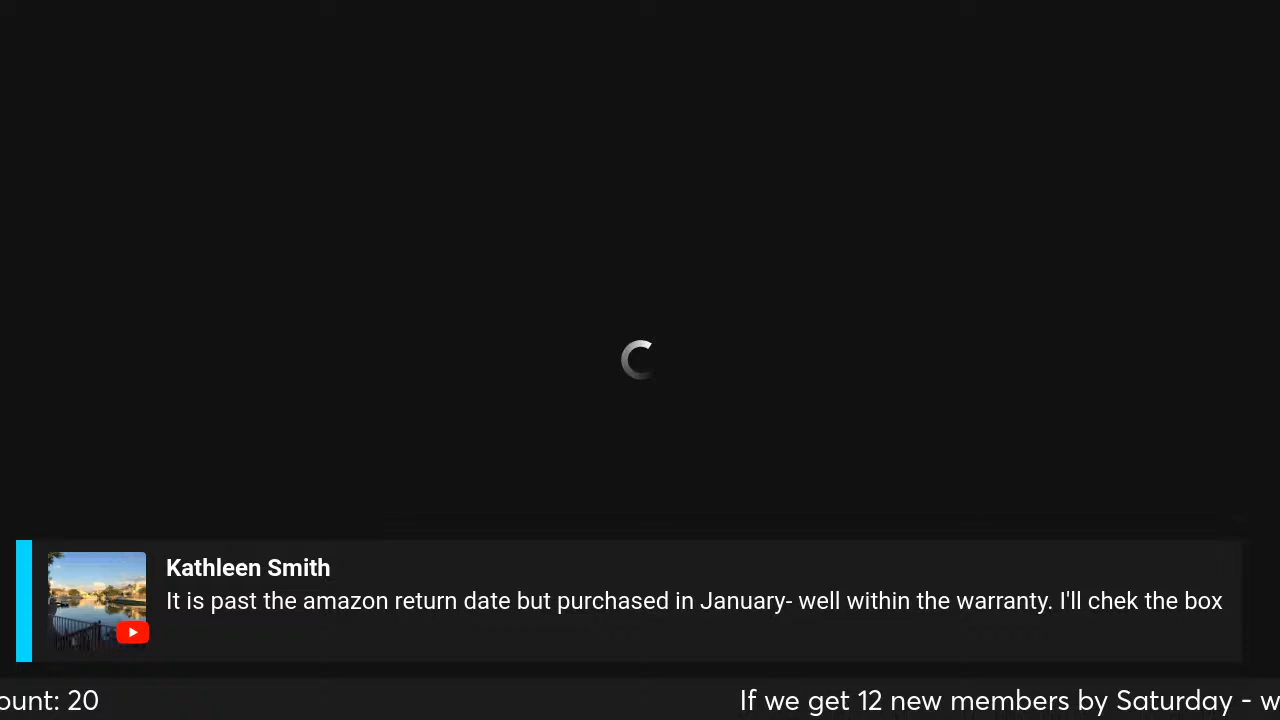 Kathleen Smith
It is past the amazon return date but purchased in January- well within the warranty. I'll chek the box
ount: 20 If we get 12 new members by Saturday - w